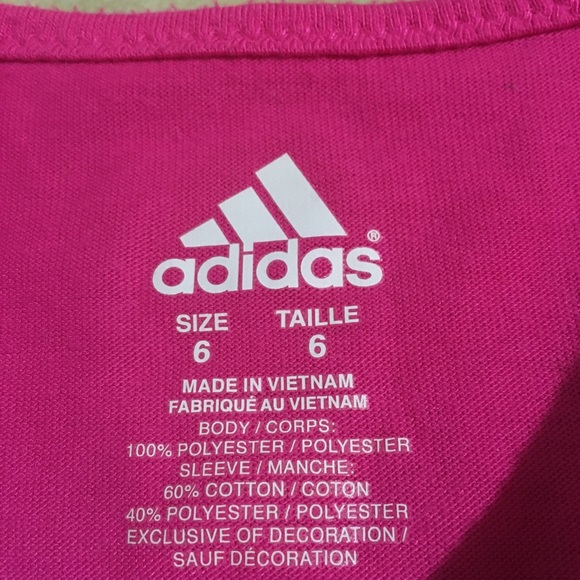 adidas®
SIZE TAILLE
6 6
MADE IN VIETNAM
FABRIQUÉ AU VIETNAM
BODY / CORPS:
100% POLYESTER / POLYESTER
SLEEVE / MANCHE:
60% COTTON / COTON
40% POLYESTER / POLYESTER
EXCLUSIVE OF DECORATION /
SAUF DÉCORATION